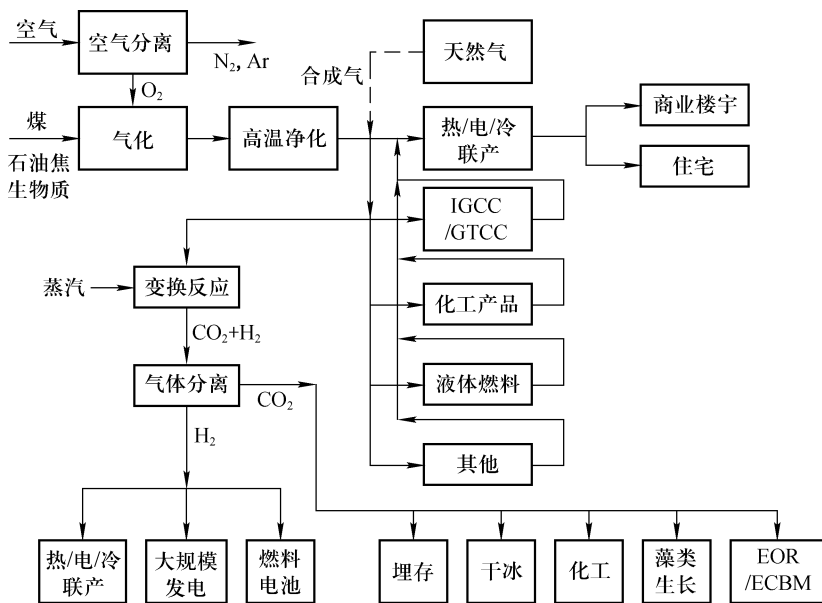 空气
空气分离
N₂, Ar
O₂
合成气
天然气
煤
石油焦
生物质
气化
高温净化
热/电/冷
联产
商业楼宇
住宅
IGCC
/GTCC
蒸汽
变换反应
化工产品
CO₂+H₂
气体分离
CO₂
液体燃料
H₂
其他
热/电/冷
联产
大规模
发电
燃料
电池
埋存
干冰
化工
藻类
生长
EOR
/ECBM